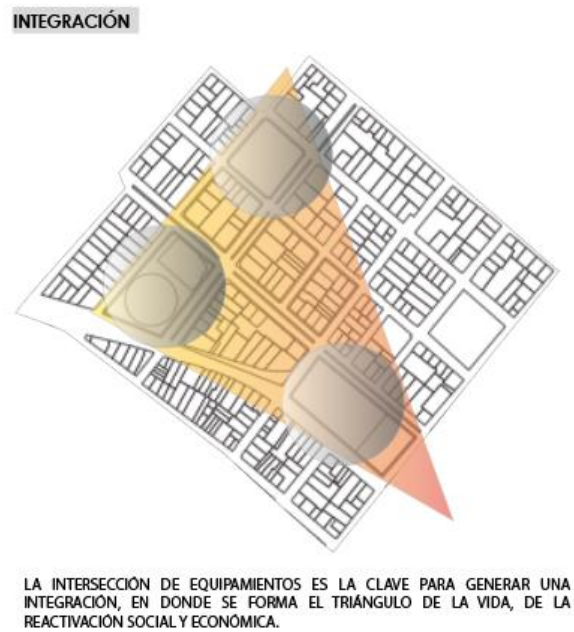 INTEGRACIÓN
LA INTERSECCIÓN DE EQUIPAMIENTOS ES LA CLAVE PARA GENERAR UNA
INTEGRACIÓN, EN DONDE SE FORMA EL TRIÁNGULO DE LA VIDA, DE LA
REACTIVACIÓN SOCIAL Y ECONÓMICA.